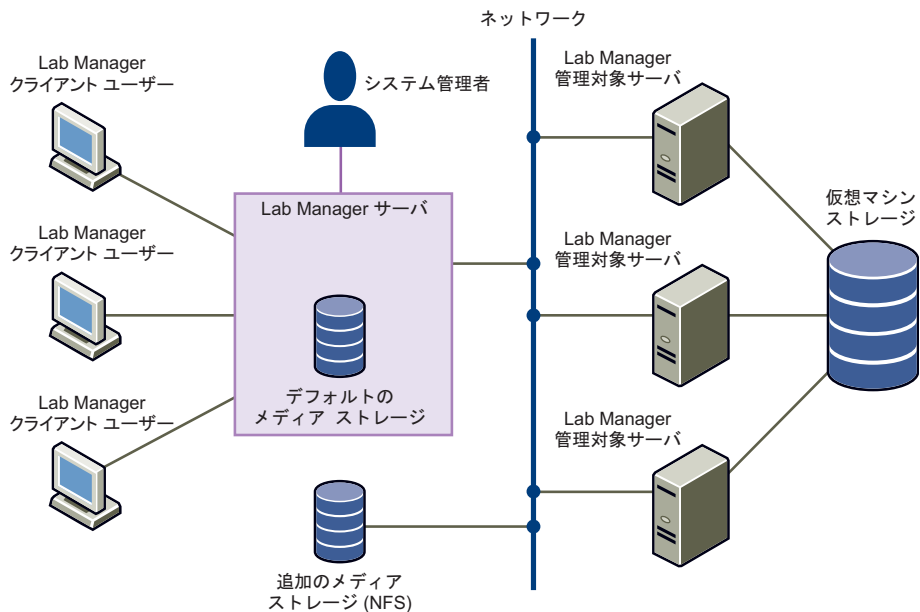 ネットワーク
Lab Manager
クライアント ユーザー
システム管理者
Lab Manager
管理対象サーバ
Lab Manager サーバ
仮想マシン
ストレージ
Lab Manager
クライアント ユーザー
Lab Manager
管理対象サーバ
デフォルトの
メディア ストレージ
Lab Manager
クライアント ユーザー
Lab Manager
管理対象サーバ
追加のメディア
ストレージ (NFS)